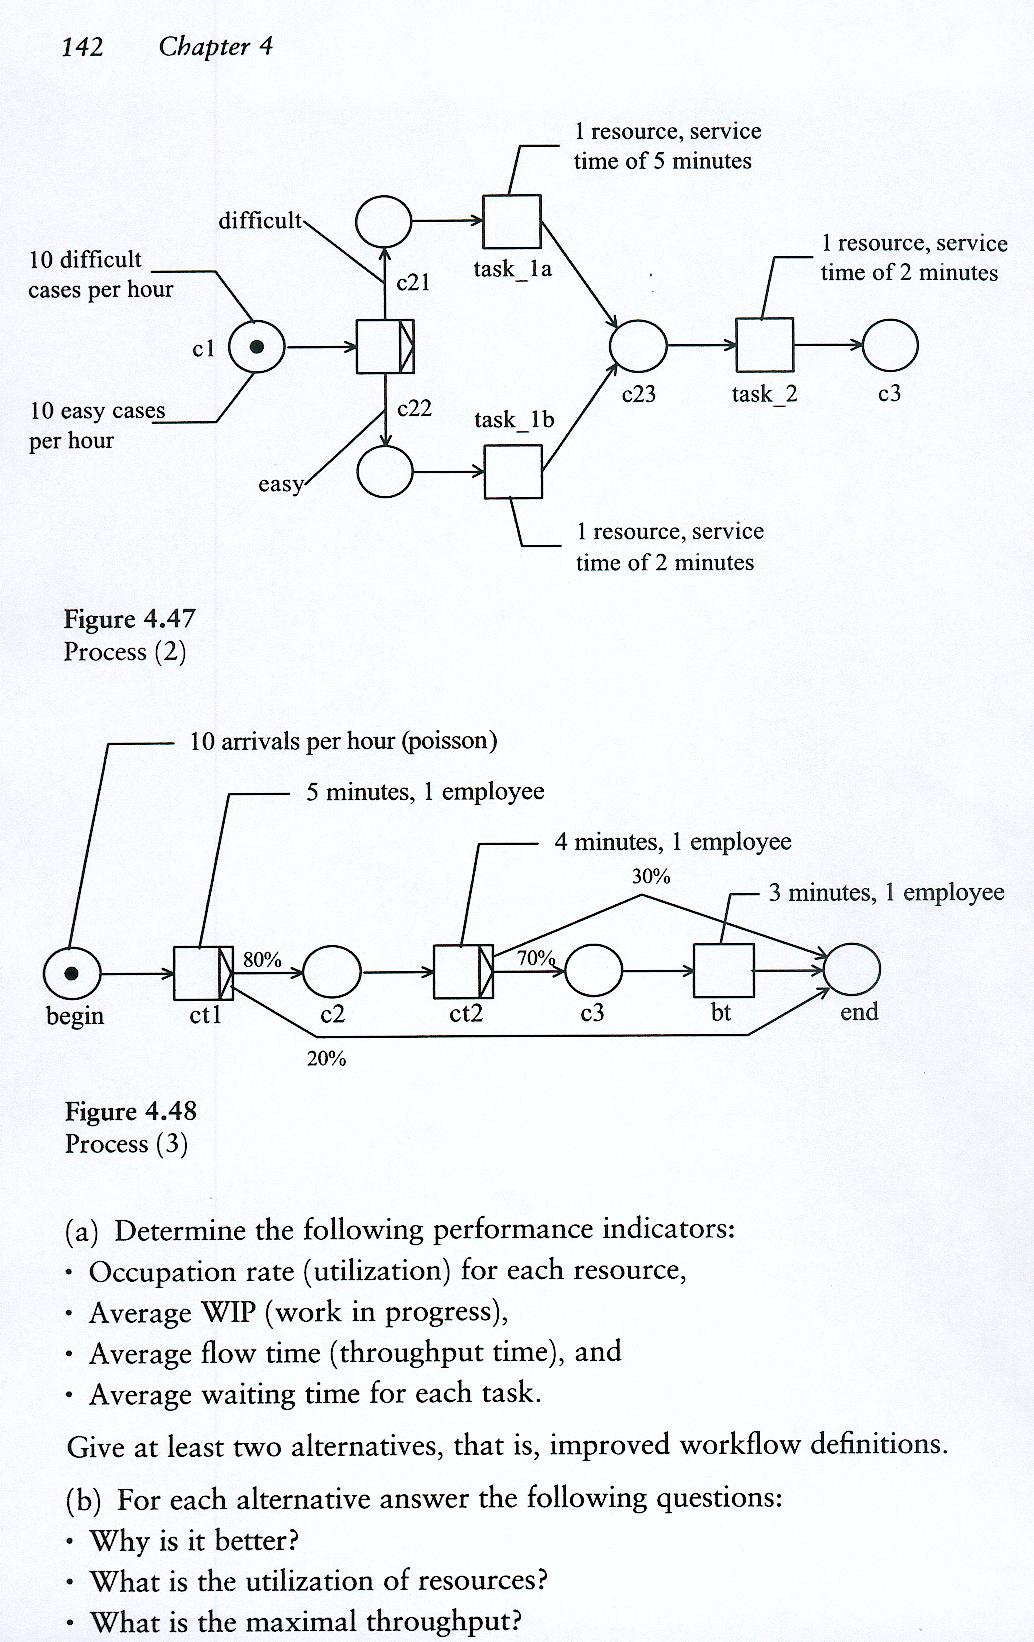 142 Chapter 4
1 resource, service
time of 5 minutes
difficult
10 difficult
cases per hour
c21
task_1a
1 resource, service
time of 2 minutes
c1
c23
task_2
c3
10 easy cases
per hour
c22
task_1b
easy
1 resource, service
time of 2 minutes
Figure 4.47
Process (2)
10 arrivals per hour (poisson)
5 minutes, 1 employee
4 minutes, 1 employee
30%
3 minutes, 1 employee
80%
70%
begin
ct1
c2
ct2
c3
bt
end
20%
Figure 4.48
Process (3)
(a) Determine the following performance indicators:
• Occupation rate (utilization) for each resource,
• Average WIP (work in progress),
• Average flow time (throughput time), and
• Average waiting time for each task.
Give at least two alternatives, that is, improved workflow definitions.
(b) For each alternative answer the following questions:
• Why is it better?
• What is the utilization of resources?
• What is the maximal throughput?